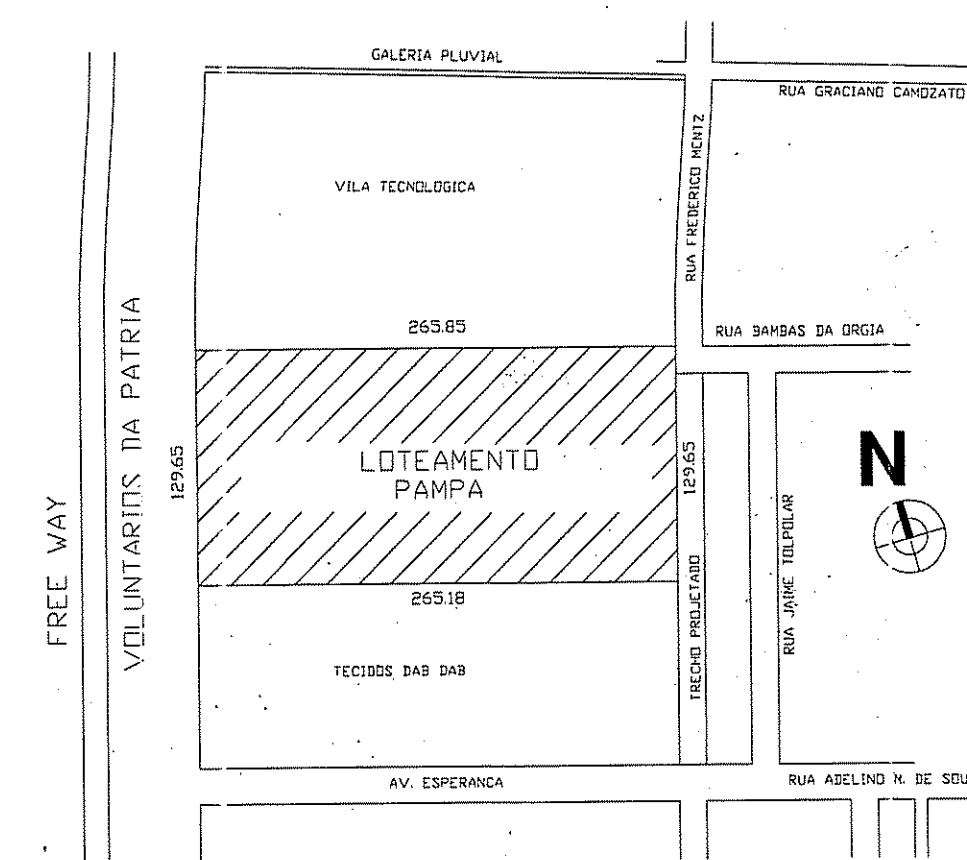 GALERIA PLUVIAL
RUA GRACIANO CAMOZATO
RUA FREDERICO MENTZ
VILA TECNOLOGICA
265.85
RUA BAMBAS DA ORGIA
VOLUNTARIOS DA PATRIA
FREE WAY
129.65
LOTEAMENTO
PAMPA
129.65
N
265.18
TRECHO PROJETADO
RUA JAIME TOLPOLAR
TECIDOS DAB DAB
AV. ESPERANCA
RUA ADELINO N. DE SOU